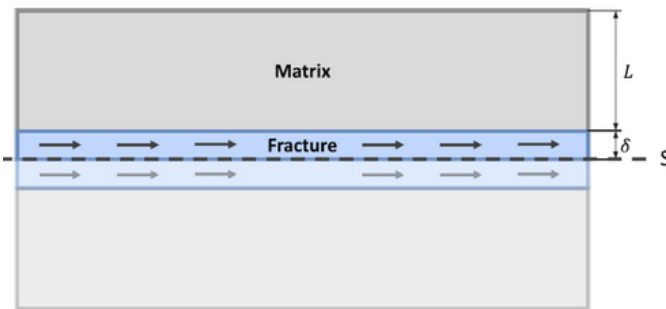 Matrix
L
Fracture
δ
S